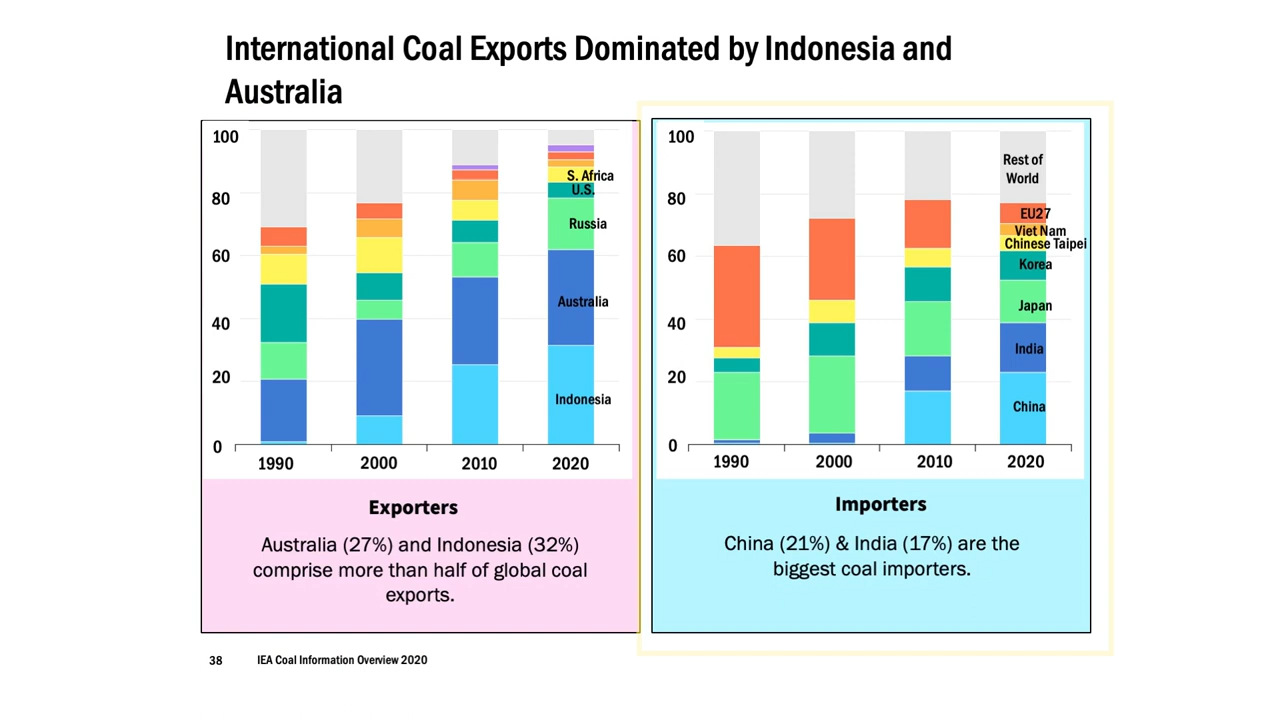 International Coal Exports Dominated by Indonesia and
Australia
100
80
60
40
20
0
1990
2000
2010
2020
S. Africa
U.S.
Russia
Australia
Indonesia
Exporters
Australia (27%) and Indonesia (32%)
comprise more than half of global coal
exports.
100
80
60
40
20
0
1990
2000
2010
2020
Rest of
World
EU27
Viet Nam
Chinese Taipei
Korea
Japan
India
China
Importers
China (21%) & India (17%) are the
biggest coal importers.
38
IEA Coal Information Overview 2020